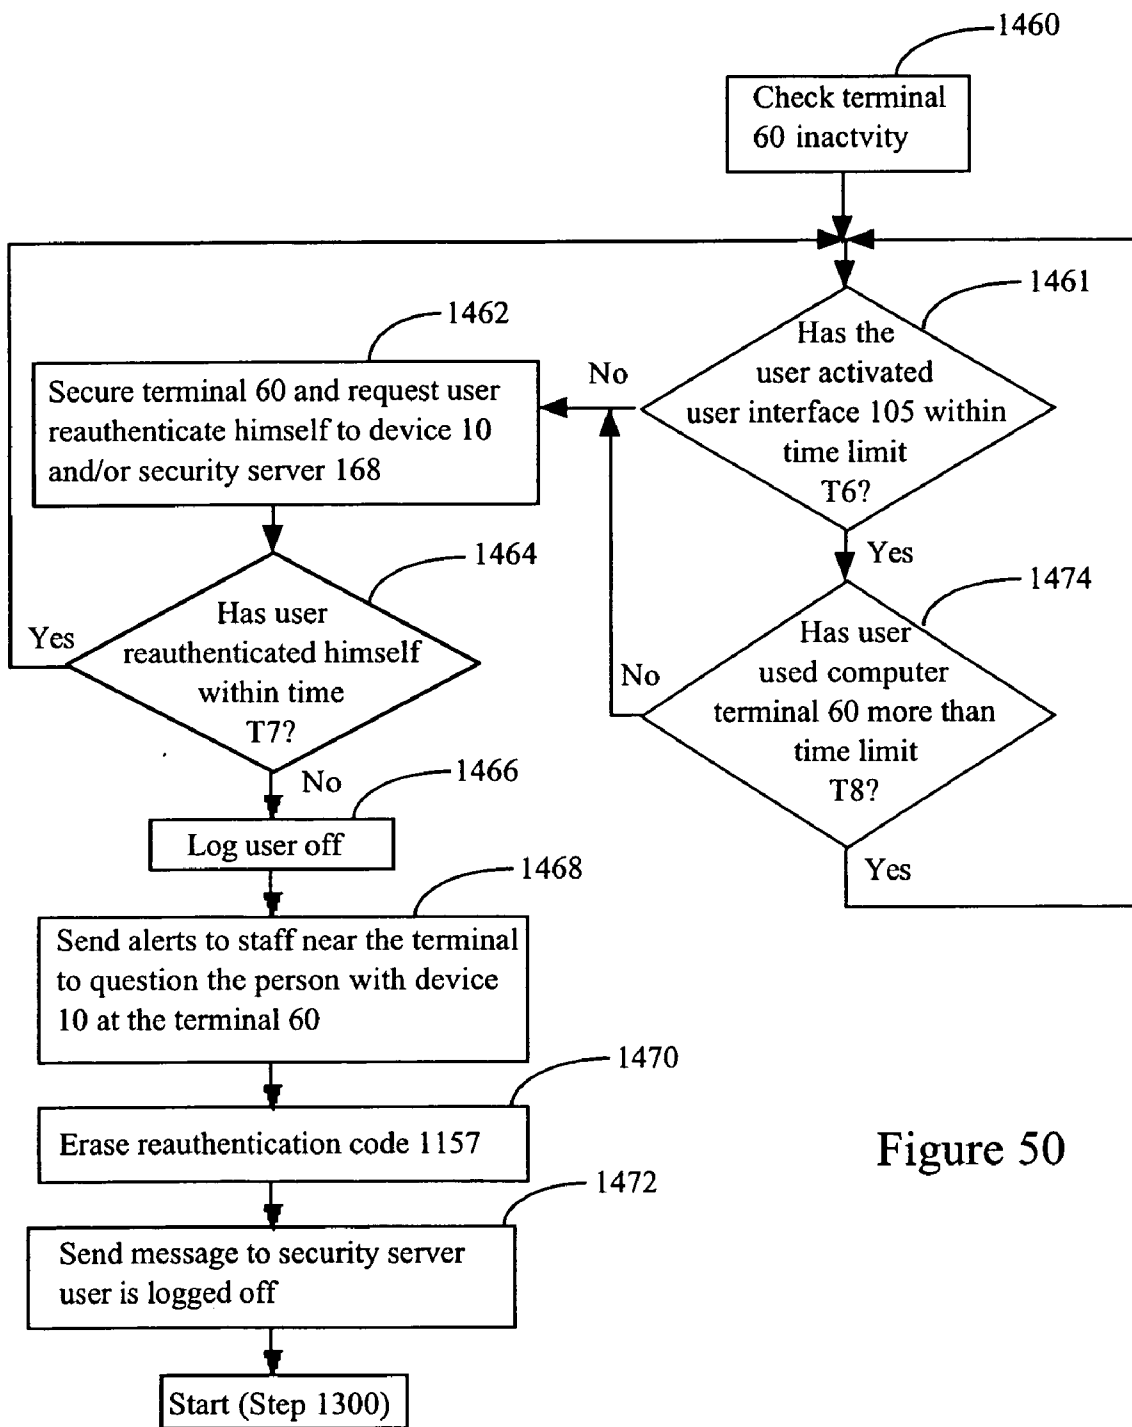 1460
Check terminal
60 inactvity
1461
Has the
user activated
user interface 105 within
time limit
T6?
No
Yes
1462
Secure terminal 60 and request user
reauthenticate himself to device 10
and/or security server 168
1464
Has user
reauthenticated himself
within time
T7?
Yes
No
1474
Has user
used computer
terminal 60 more than
time limit
T8?
No
Yes
1466
Log user off
1468
Send alerts to staff near the terminal
to question the person with device
10 at the terminal 60
1470
Erase reauthentication code 1157
1472
Send message to security server
user is logged off
Start (Step 1300)
Figure 50